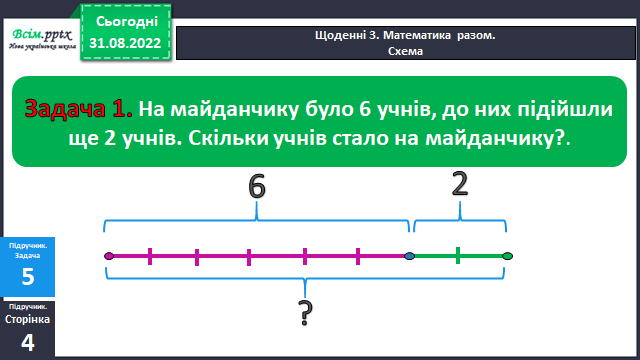 Всім.pptx
Нова українська школа
Сьогодні
31.08.2022
Щоденні 3. Математика разом.
Схема
Задача 1. На майданчику було 6 учнів, до них підійшли
ще 2 учнів. Скільки учнів стало на майданчику?.
6
2
?
Підручник.
Задача
5
Підручник.
Сторінка
4